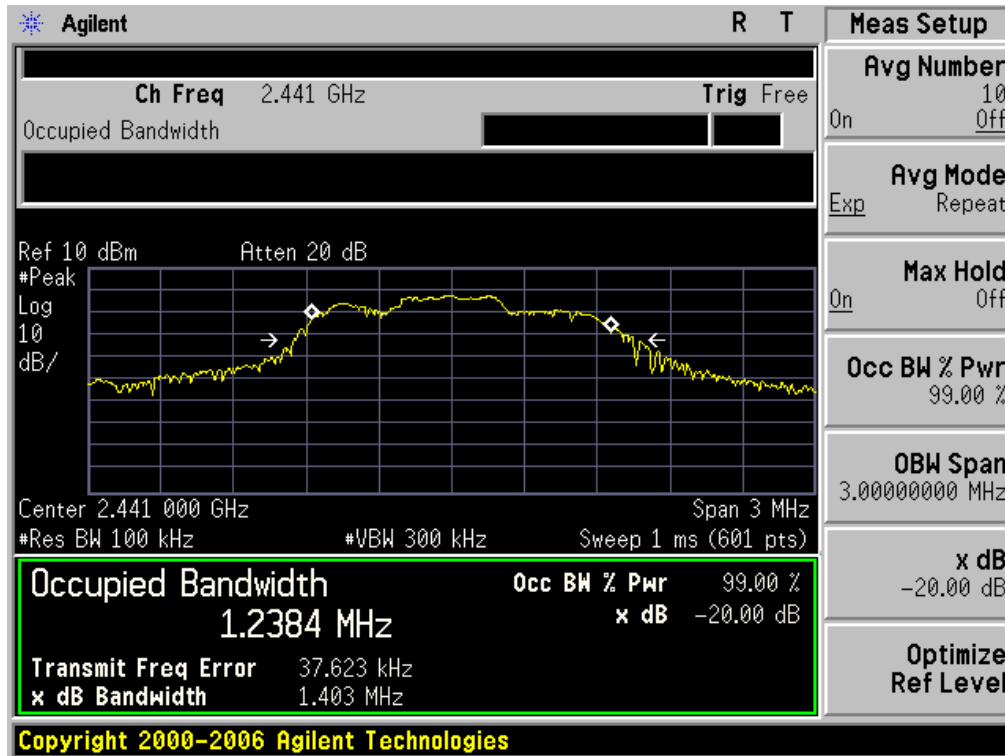 Agilent R T
Ch Freq 2.441 GHz Trig Free
Occupied Bandwidth
Ref 10 dBm Atten 20 dB
#Peak
Log
10
dB/
Center 2.441 000 GHz Span 3 MHz
#Res BW 100 kHz #VBW 300 kHz Sweep 1 ms (601 pts)
Occupied Bandwidth Occ BW % Pwr 99.00 %
1.2384 MHz x dB -20.00 dB
Transmit Freq Error 37.623 kHz
x dB Bandwidth 1.403 MHz
Copyright 2000-2006 Agilent Technologies
Meas Setup
Avg Number
10
On Off
Avg Mode
Exp Repeat
Max Hold
On Off
Occ BW % Pwr
99.00 %
OBW Span
3.00000000 MHz
x dB
-20.00 dB
Optimize
Ref Level